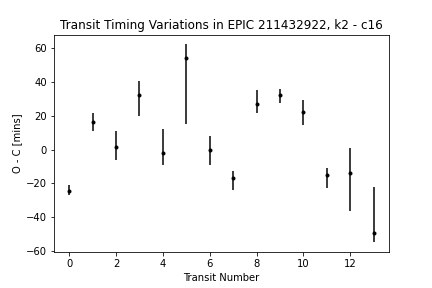 Transit Timing Variations in EPIC 211432922, k2 - c16
O - C [mins]
60
40
20
0
−20
−40
−60
0 2 4 6 8 10 12
Transit Number